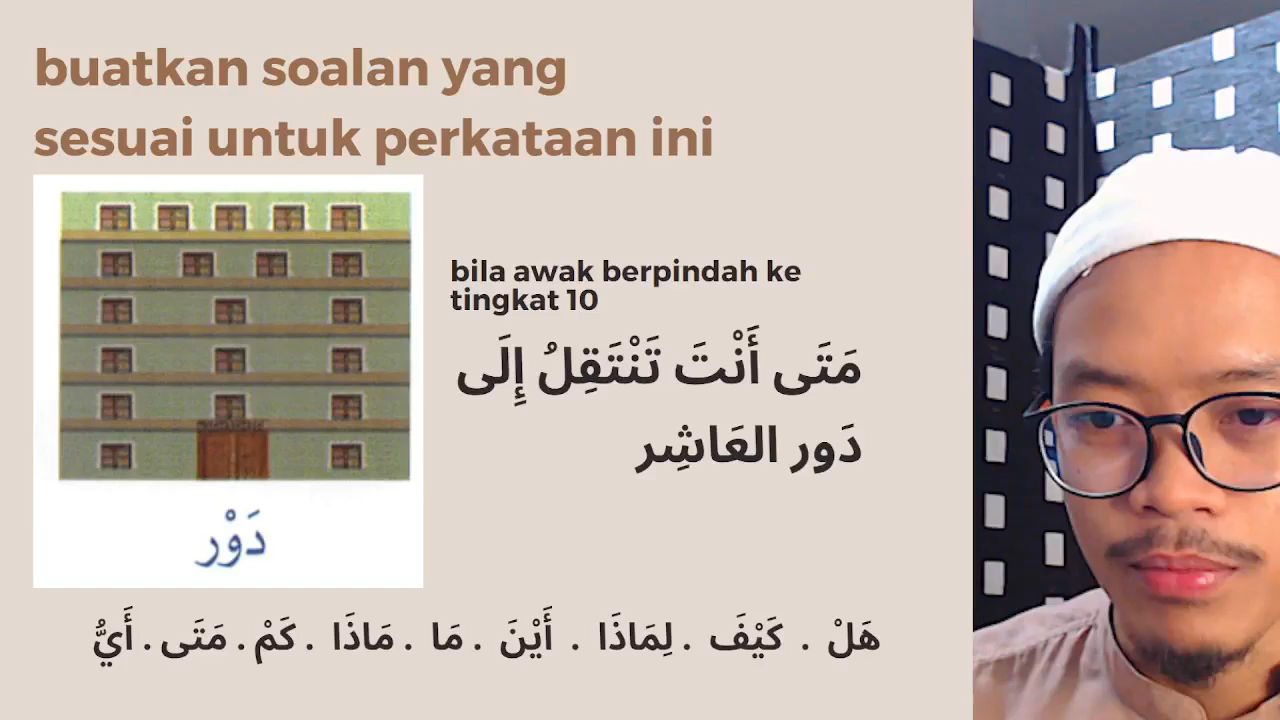 buatkan soalan yang
sesuai untuk perkataan ini
bila awak berpindah ke
tingkat 10
مَتَى أَنْتَ تَنْتَقِلُ إِلَى
دَور العَاشِر
دَوْر
هَلْ . كَيْفَ . لِمَاذَا . أَيْنَ . مَا . مَاذَا . كَمْ . مَتَى . أَيُّ